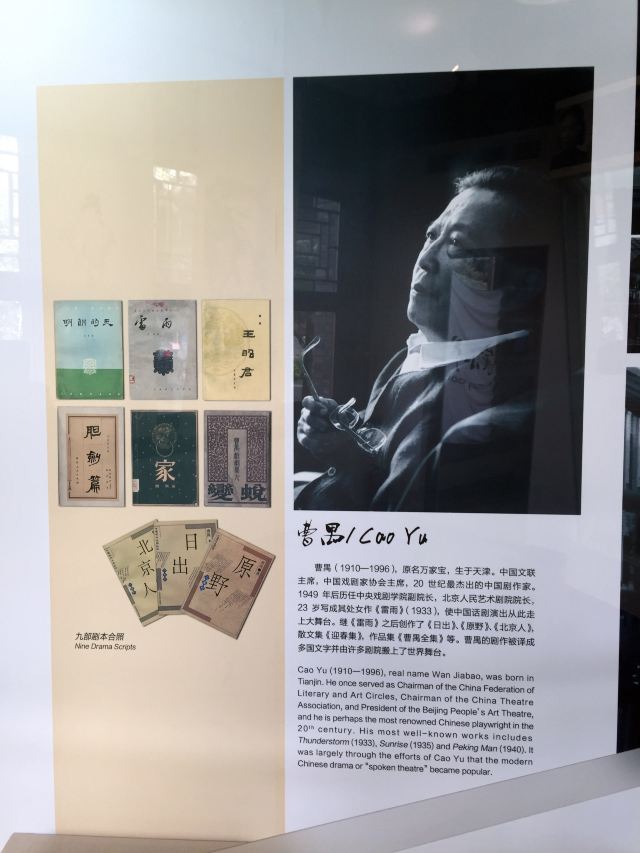 明朗的天
雷雨
王昭君
胆剑篇
家
蜕變
北京人
日出
原野
九部剧本合照
Nine Drama Scripts
曹禺/Cao Yu
曹禺（1910—1996），原名万家宝，生于天津。中国文联
主席，中国戏剧家协会主席，20 世纪最杰出的中国剧作家。
1949 年后历任中央戏剧学院副院长，北京人民艺术剧院院长，
23 岁写成其处女作《雷雨》（1933），使中国话剧演出从此走
上大舞台。继《雷雨》之后创作了《日出》、《原野》、《北京人》，
散文集《迎春集》，作品集《曹禺全集》等。曹禺的剧作被译成
多国文字并由许多剧院搬上了世界舞台。
Cao Yu (1910—1996), real name Wan Jiabao, was born in
Tianjin. He once served as Chairman of the China Federation of
Literary and Art Circles, Chairman of the China Theatre
Association, and President of the Beijing People's Art Theatre,
and he is perhaps the most renowned Chinese playwright in the
20th century. His most well-known works includes
Thunderstorm (1933), Sunrise (1935) and Peking Man (1940). It
was largely through the efforts of Cao Yu that the modern
Chinese drama or "spoken theatre" became popular.